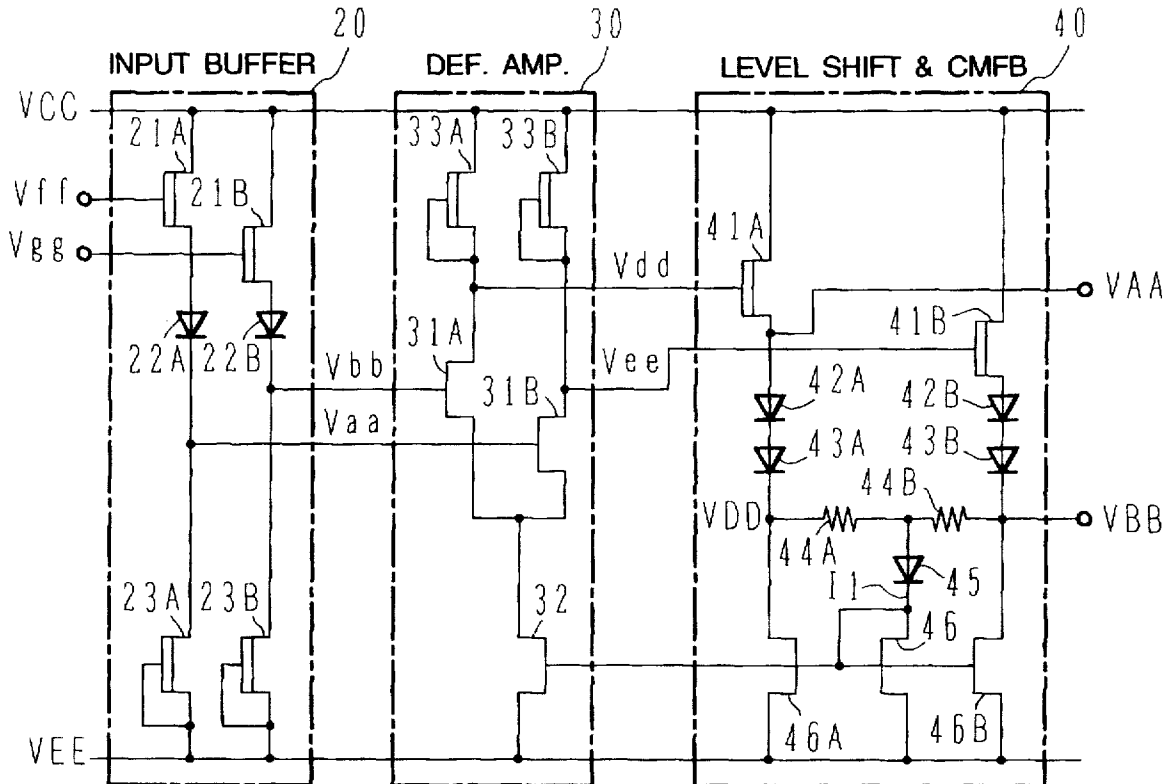 20
30
40
INPUT BUFFER
DEF. AMP.
LEVEL SHIFT & CMFB
VCC
21A
33A
33B
Vff
21B
41A
Vgg
Vdd
VAA
22A
22B
31A
41B
Vbb
Vee
31B
42A
42B
Vaa
43A
43B
44B
VDD
VBB
44A
I1
45
23A
23B
32
46
VEE
46A
46B